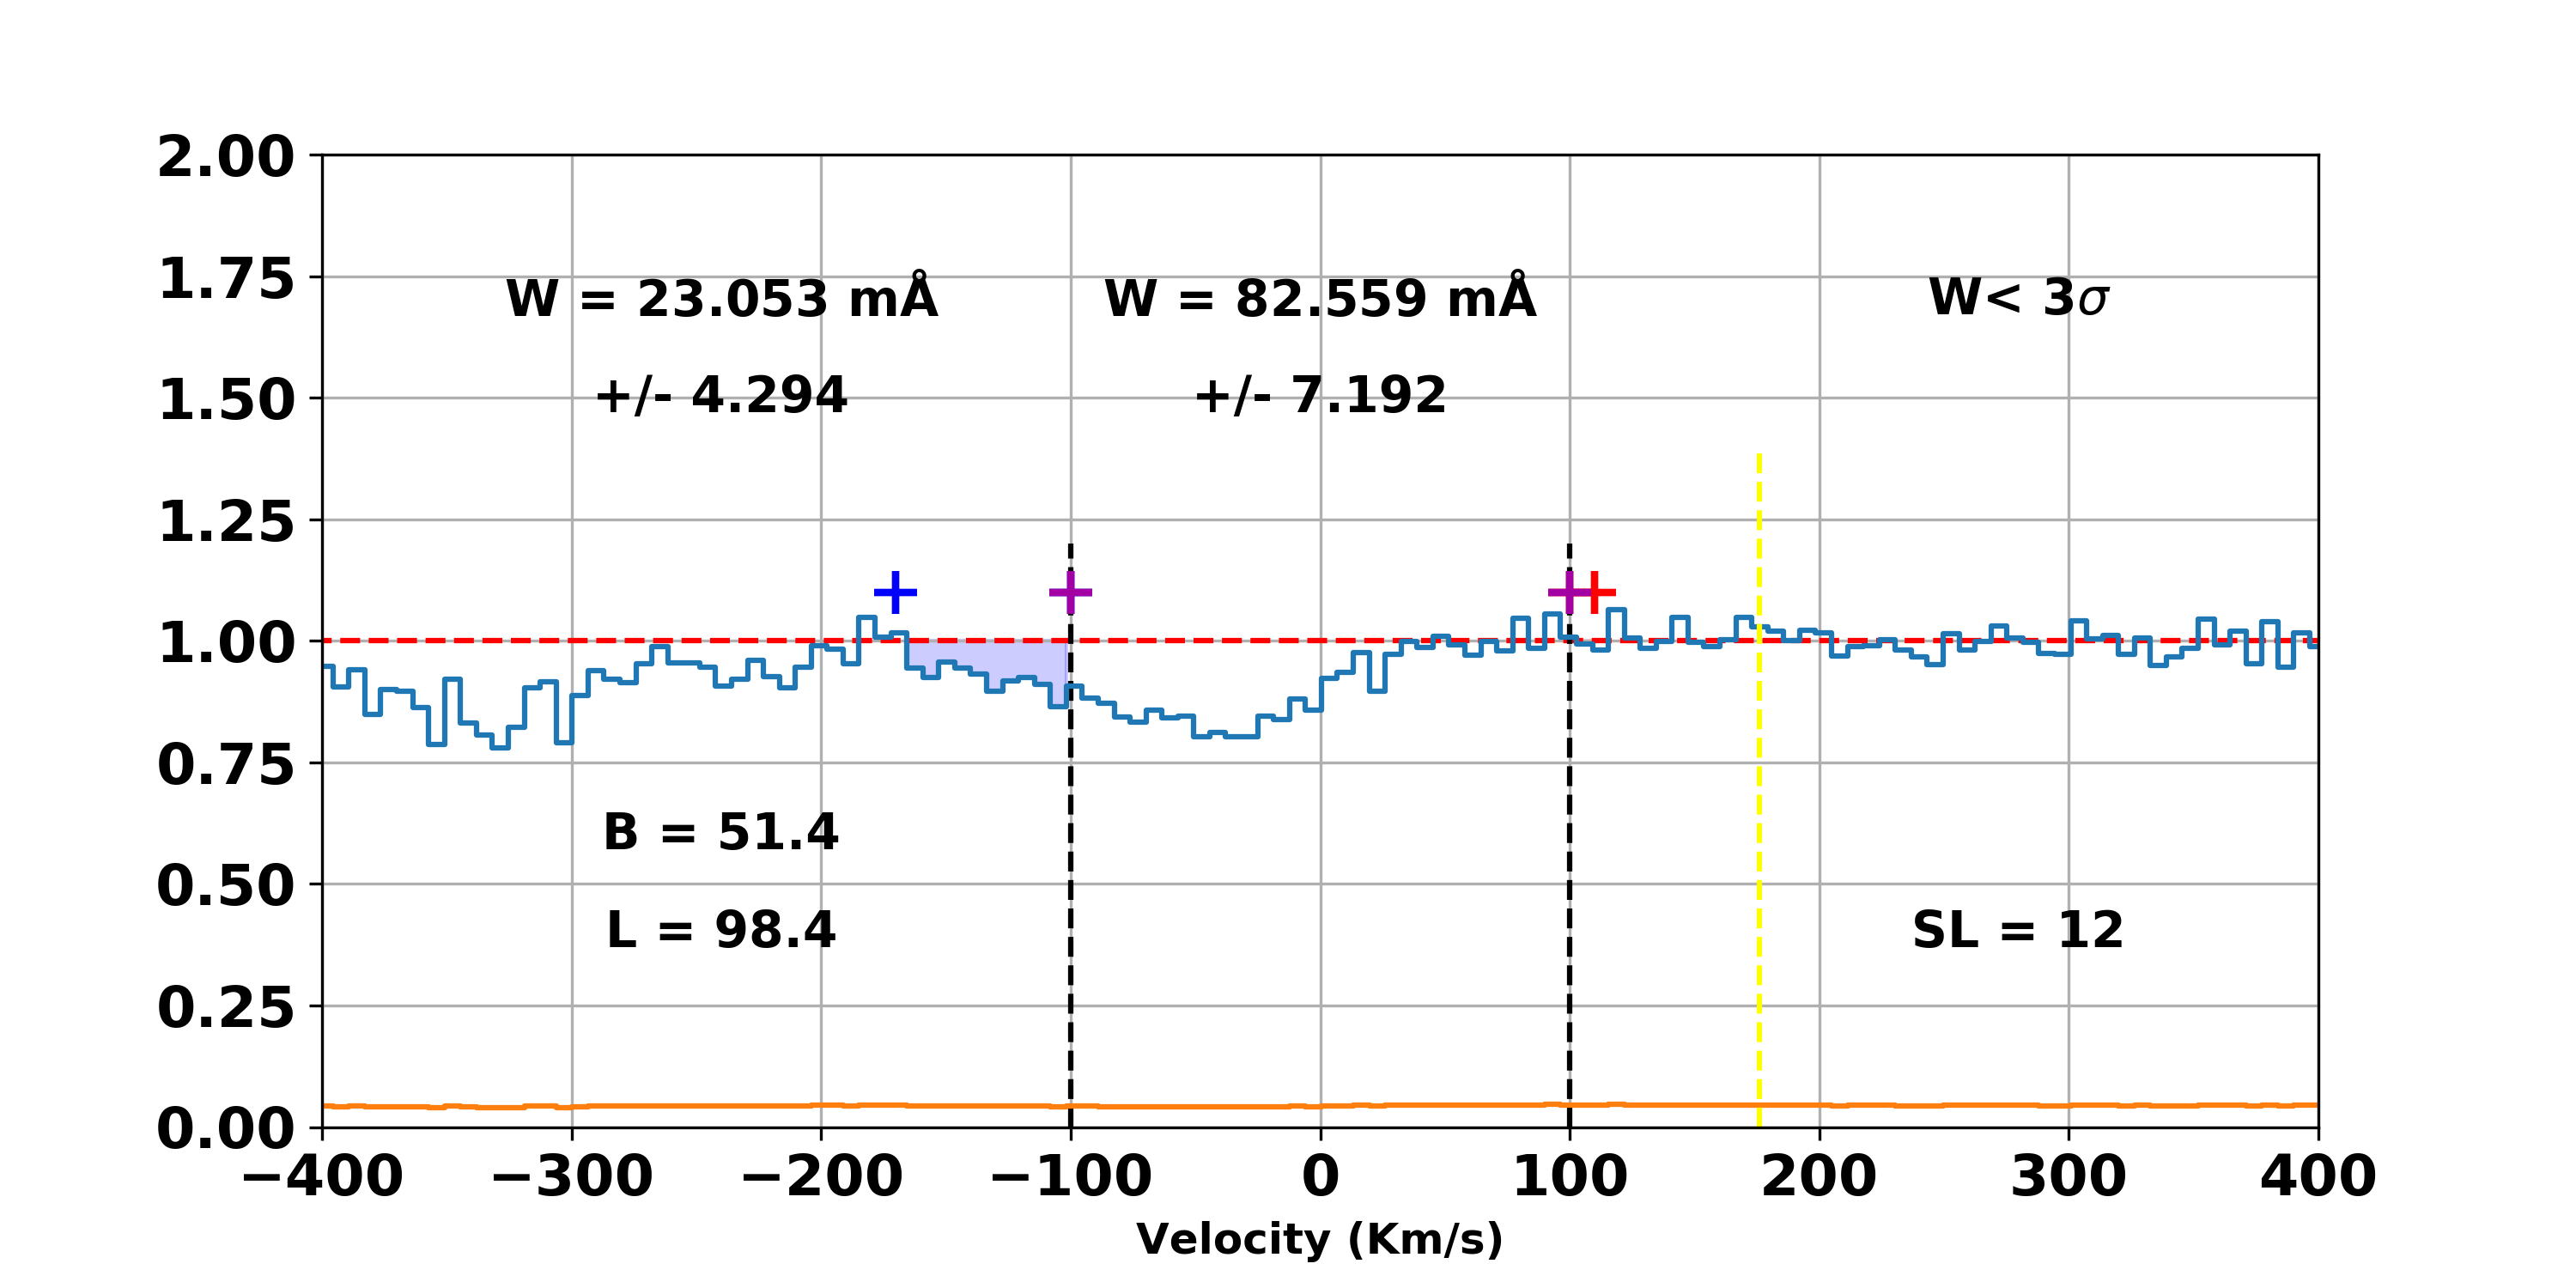 2.00
1.75
1.50
1.25
1.00
0.75
0.50
0.25
0.00
W = 23.053 mÅ
+/- 4.294
W = 82.559 mÅ
+/- 7.192
W< 3σ
B = 51.4
L = 98.4
SL = 12
−400 −300 −200 −100 0 100 200 300 400
Velocity (Km/s)